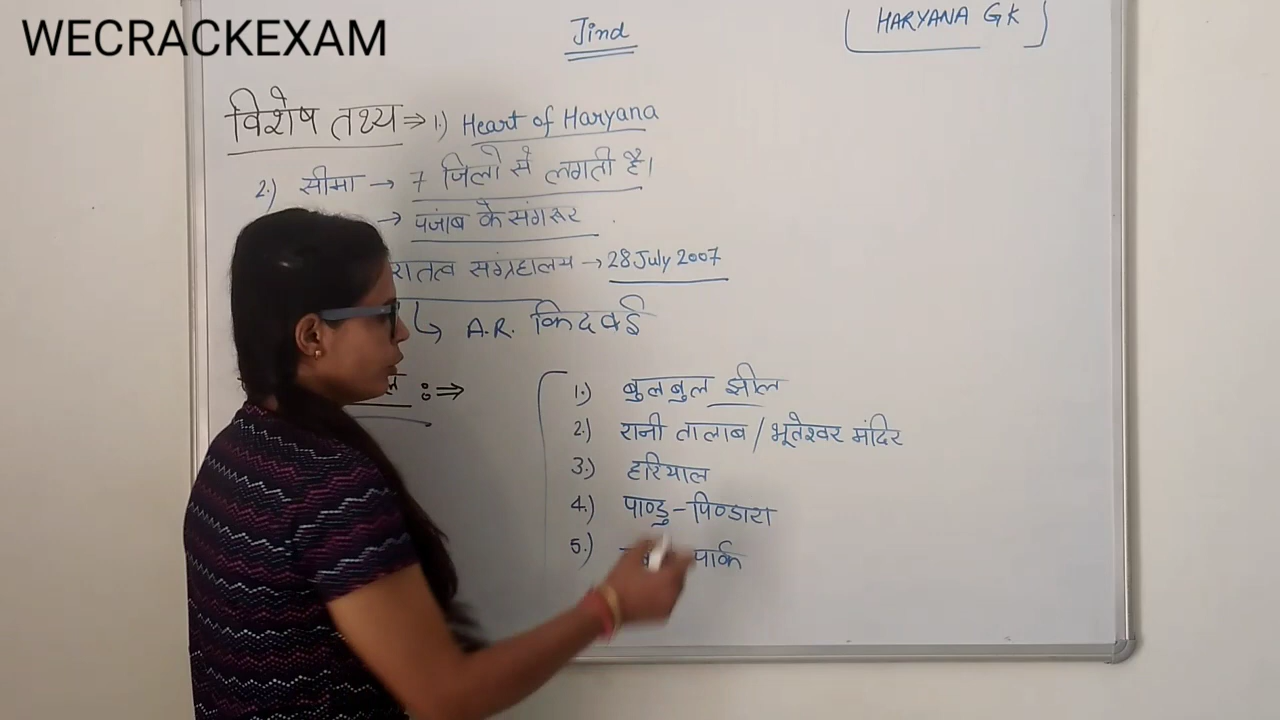 WECRACKEXAM
Jind
HARYANA GK
विशेष तथ्य ⇒ 1.) Heart of Haryana
2.) सीमा → 7 जिलो से लगती है।
→ पंजाब के संगरूर
संग्रहालय → 28 July 2007
↳ A.R. किदवई
:⇒
1.) बुलबुल झील
2.) रानी तालाब / भूतेश्वर मंदिर
3.) हरियाल
4.) पाण्डु-पिण्डारा
5.) पार्क